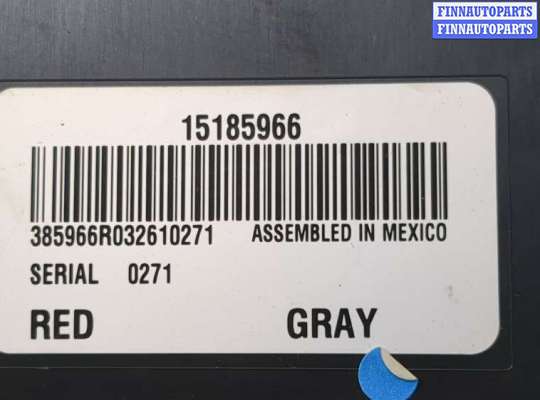 FINNAUTOPARTS
FINNAUTOPARTS
15185966
385966R032610271 ASSEMBLED IN MEXICO
SERIAL 0271
RED GRAY